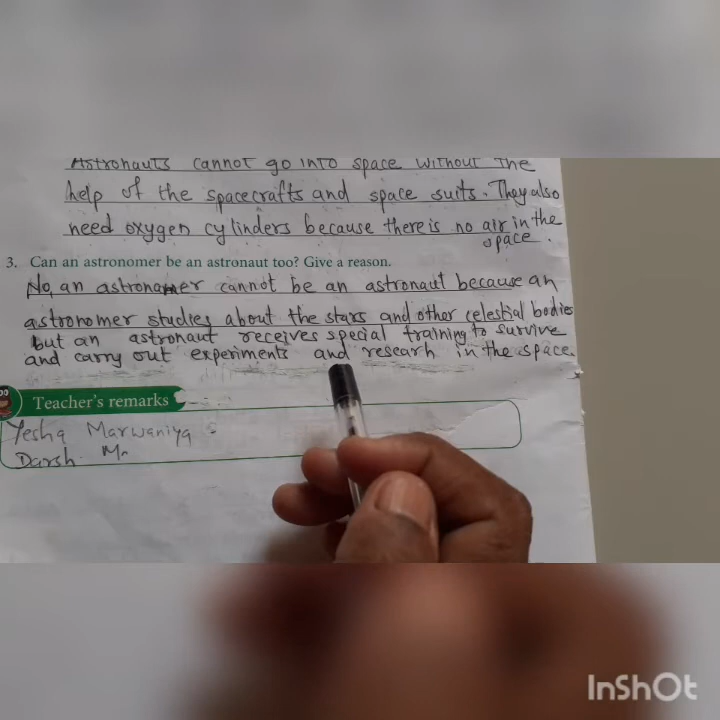 Astronauts cannot go into space without the
help of the spacecrafts and space suits. They also
need oxygen cylinders because there is no air in the
space.
3. Can an astronomer be an astronaut too? Give a reason.
No, an astronamer cannot be an astronaut because an
astronomer studies about the stars and other celestial bodies
but an astronaut receives special training to survive
and carry out experiments and researh in the space.
Teacher's remarks
Yesha Marwaniya
Darsh
InShOt